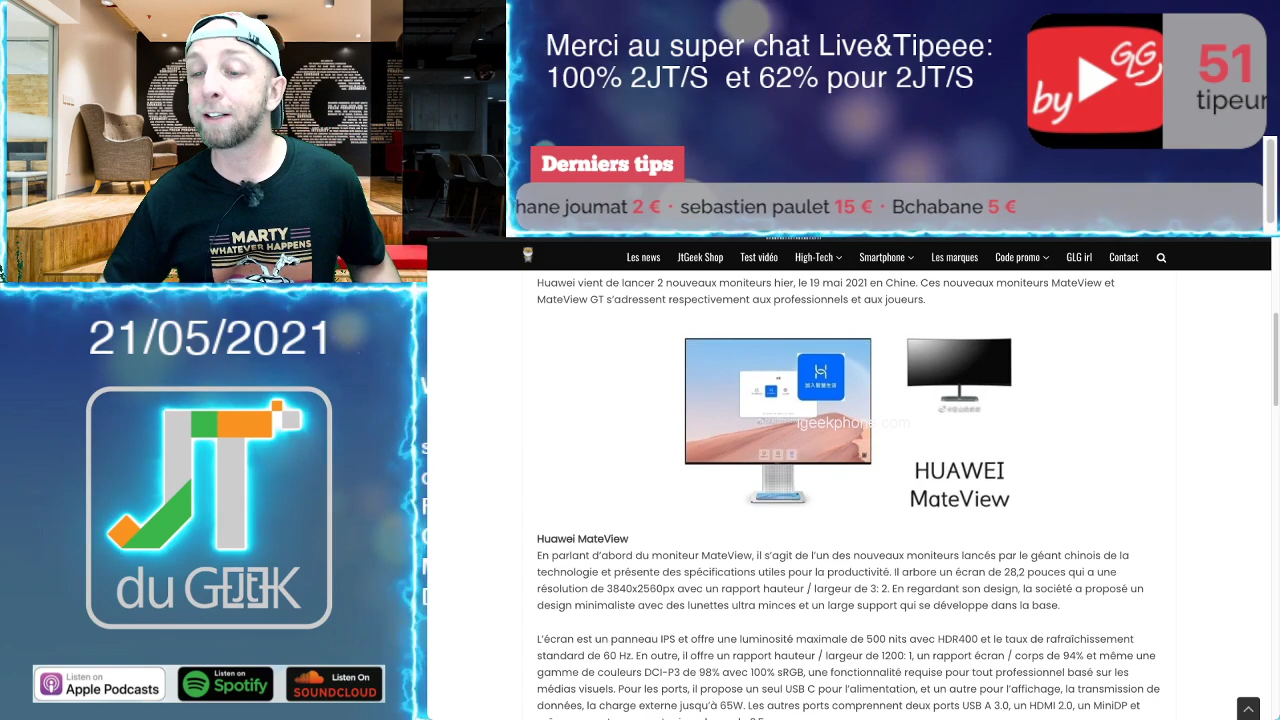 Merci au super chat Live&Tipeee:
100% 2JT/S - 62% pour 2JT/S
by GG
51
tipeur
Derniers tips
hane joumat 2 € · sebastien paulet 15 € · Bchabane 5 €
MARTY
WHATEVER HAPPENS
Les news JtGeek Shop Test vidéo High-Tech Smartphone Les marques Code promo GLG irl Contact
Huawei vient de lancer 2 nouveaux moniteurs hier, le 19 mai 2021 en Chine. Ces nouveaux moniteurs MateView et
MateView GT s'adressent respectivement aux professionnels et aux joueurs.
加入智慧生活
igeekphone.com
HUAWEI
MateView
Huawei MateView
En parlant d'abord du moniteur MateView, il s'agit de l'un des nouveaux moniteurs lancés par le géant chinois de la
technologie et présente des spécifications utiles pour la productivité. Il arbore un écran de 28,2 pouces qui a une
résolution de 3840x2560px avec un rapport hauteur / largeur de 3: 2. En regardant son design, la société a proposé un
design minimaliste avec des lunettes ultra minces et un large support qui se développe dans la base.
L'écran est un panneau IPS et offre une luminosité maximale de 500 nits avec HDR400 et le taux de rafraîchissement
standard de 60 Hz. En outre, il offre un rapport hauteur / largeur de 1200: 1, un rapport écran / corps de 94% et même une
gamme de couleurs DCI-P3 de 98% avec 100% sRGB, une fonctionnalité requise pour tout professionnel basé sur les
médias visuels. Pour les ports, il propose un seul USB C pour l'alimentation, et un autre pour l'affichage, la transmission de
données, la charge externe jusqu'à 65W. Les autres ports comprennent deux ports USB A 3.0, un HDMI 2.0, un MiniDP et
21/05/2021
JT
du GEEK
Listen on
Apple Podcasts
Listen on
Spotify
Listen On
SOUNDCLOUD